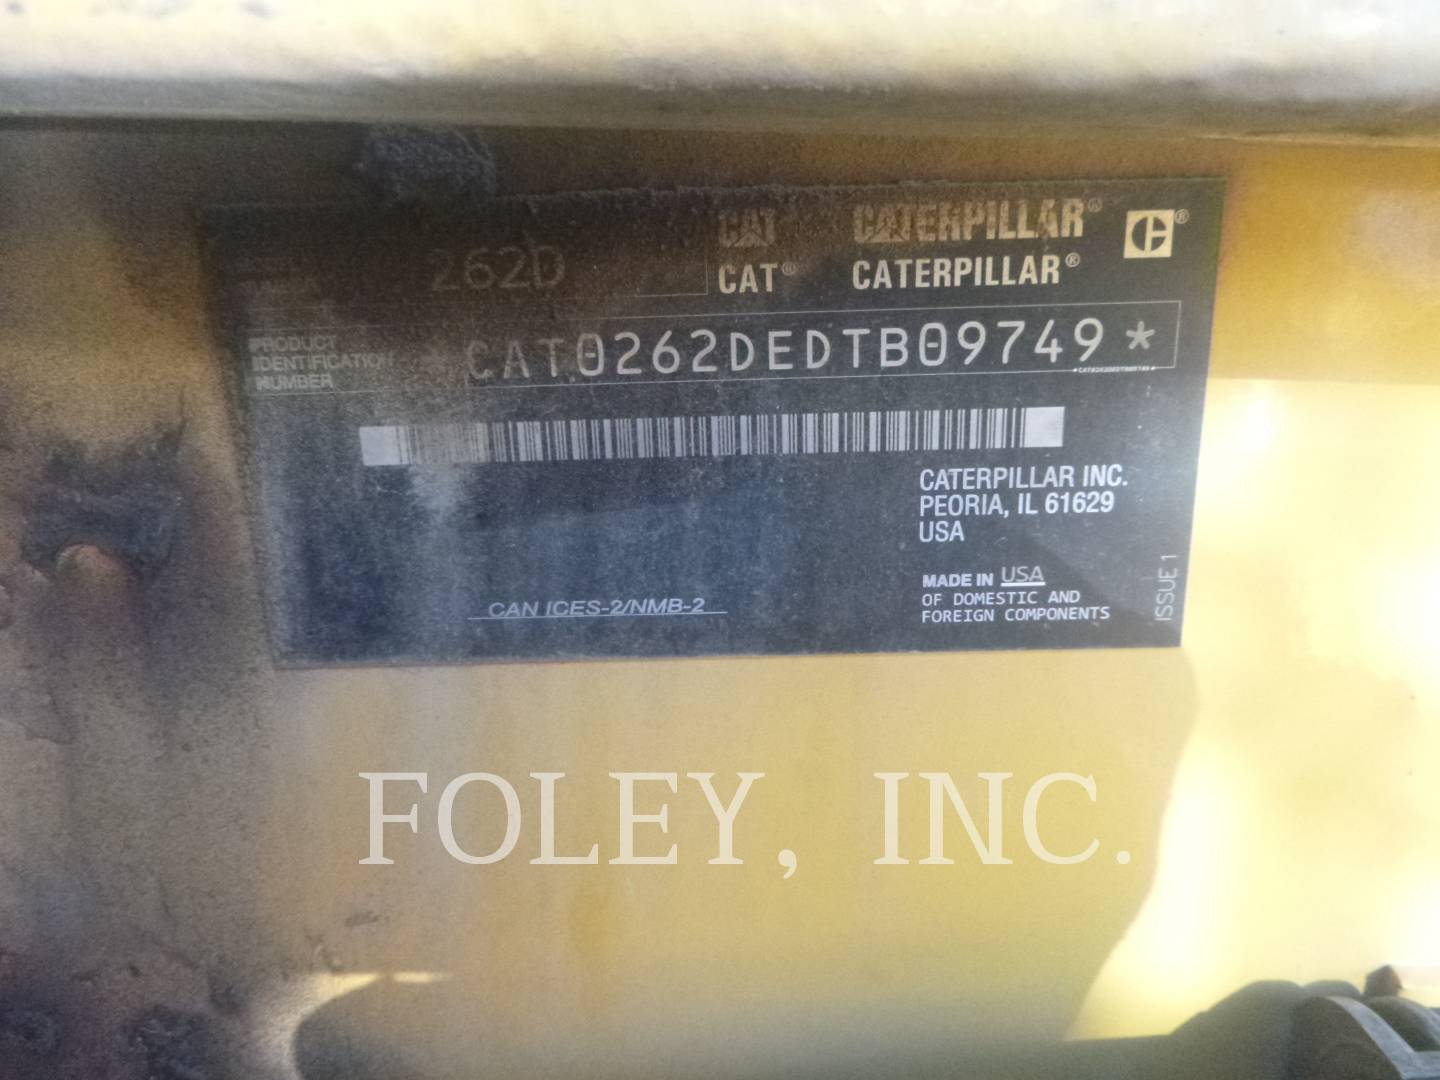 262D
CAT CATERPILLAR®
CAT® CATERPILLAR®
PRODUCT
IDENTIFICATION
NUMBER
*CAT0262DEDTB09749*
*CAT0262DEDTB09749*
CATERPILLAR INC.
PEORIA, IL 61629
USA
MADE IN USA
OF DOMESTIC AND
FOREIGN COMPONENTS
CAN ICES-2/NMB-2
ISSUE 1
FOLEY, INC.